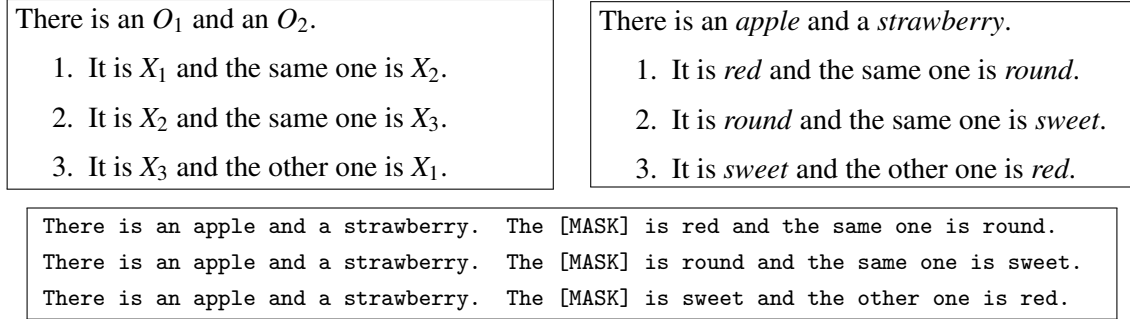 There is an O₁ and an O₂.
1. It is X₁ and the same one is X₂.
2. It is X₂ and the same one is X₃.
3. It is X₃ and the other one is X₁.
There is an apple and a strawberry.
1. It is red and the same one is round.
2. It is round and the same one is sweet.
3. It is sweet and the other one is red.
There is an apple and a strawberry. The [MASK] is red and the same one is round.
There is an apple and a strawberry. The [MASK] is round and the same one is sweet.
There is an apple and a strawberry. The [MASK] is sweet and the other one is red.